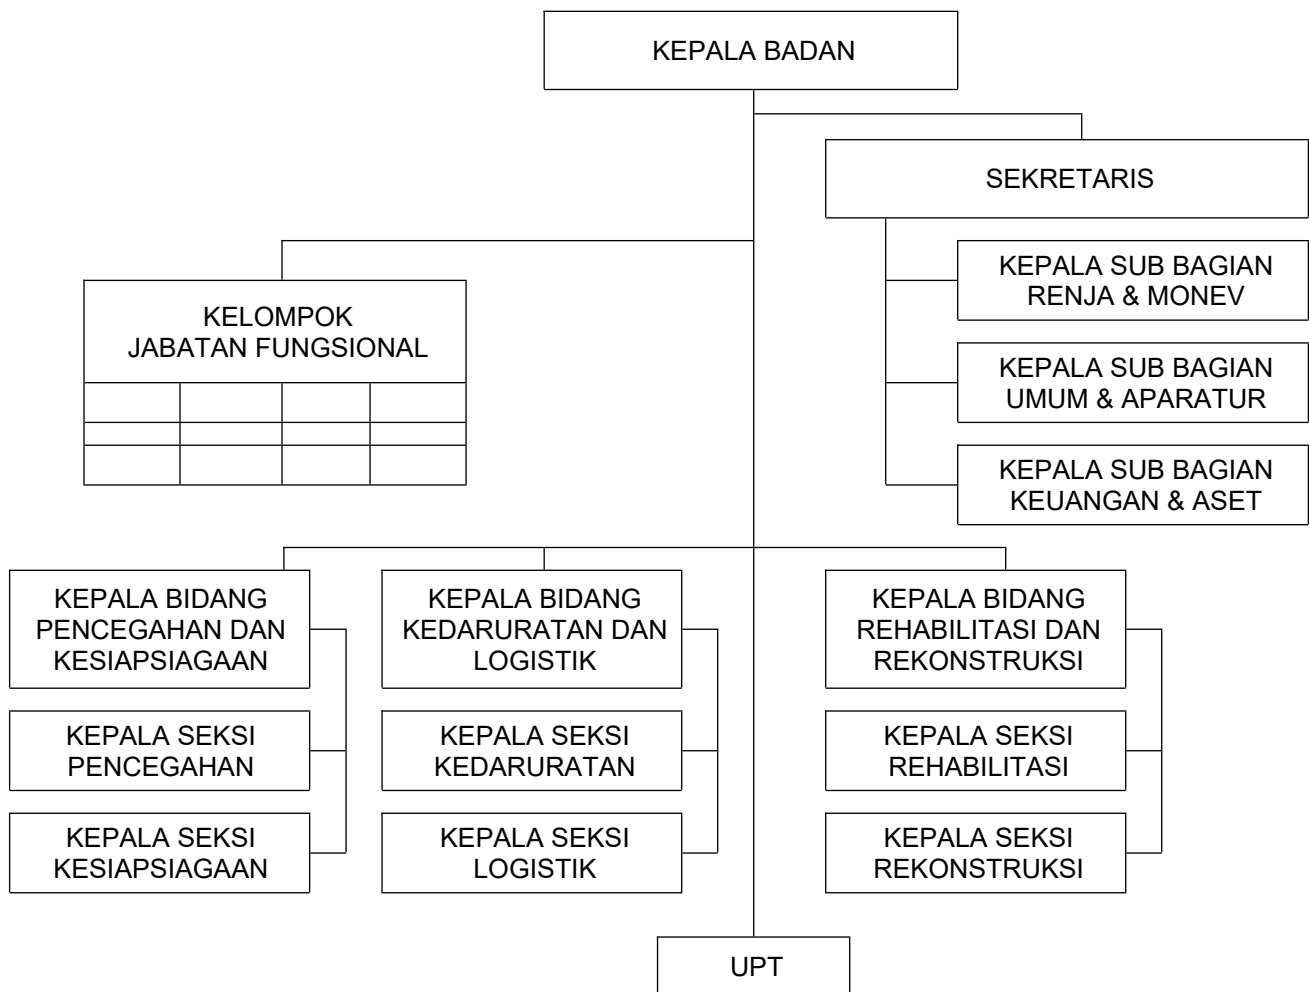 KEPALA BADAN
SEKRETARIS
KEPALA SUB BAGIAN
RENJA & MONEV
KELOMPOK
JABATAN FUNGSIONAL
KEPALA SUB BAGIAN
UMUM & APARATUR
KEPALA SUB BAGIAN
KEUANGAN & ASET
KEPALA BIDANG
PENCEGAHAN DAN
KESIAPSIAGAAN
KEPALA BIDANG
KEDARURATAN DAN
LOGISTIK
KEPALA BIDANG
REHABILITASI DAN
REKONSTRUKSI
KEPALA SEKSI
PENCEGAHAN
KEPALA SEKSI
KEDARURATAN
KEPALA SEKSI
REHABILITASI
KEPALA SEKSI
KESIAPSIAGAAN
KEPALA SEKSI
LOGISTIK
KEPALA SEKSI
REKONSTRUKSI
UPT